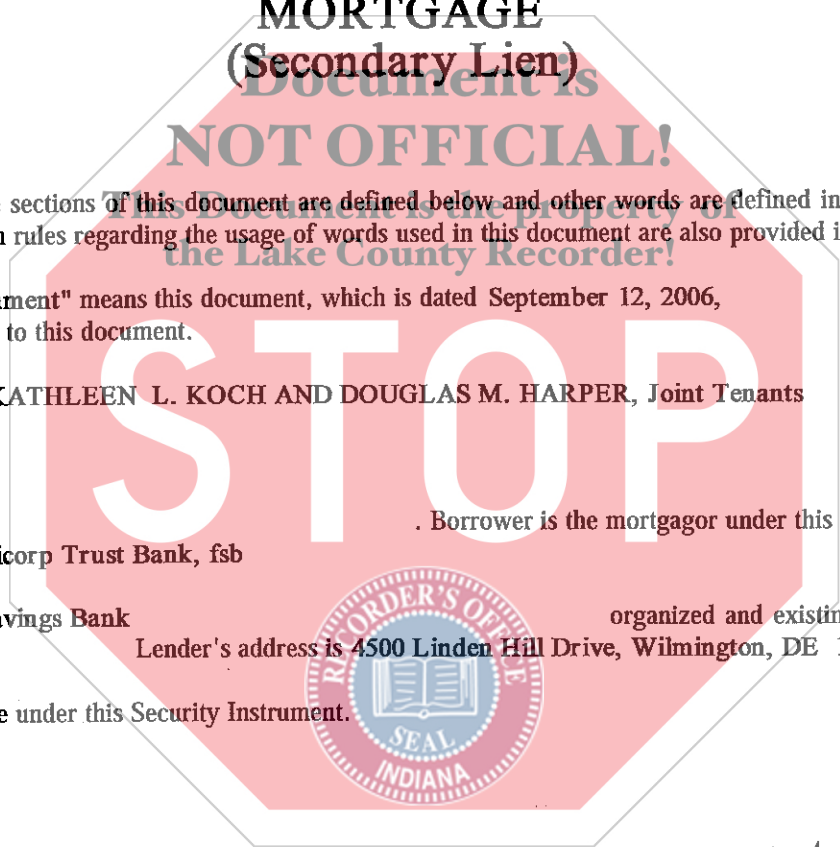 MORTGAGE
(Secondary Lien)
Document is
NOT OFFICIAL!
sections of this document are defined below and other words are defined in
This Document is the property of
rules regarding the usage of words used in this document are also provided i
the Lake County Recorder!
ment" means this document, which is dated September 12, 2006,
to this document.
STOP
KATHLEEN L. KOCH AND DOUGLAS M. HARPER, Joint Tenants
. Borrower is the mortgagor under this
icorp Trust Bank, fsb
vings Bank organized and existin
Lender's address is 4500 Linden Hill Drive, Wilmington, DE
under this Security Instrument.
RECORDER'S OFFICE
SEAL
INDIANA